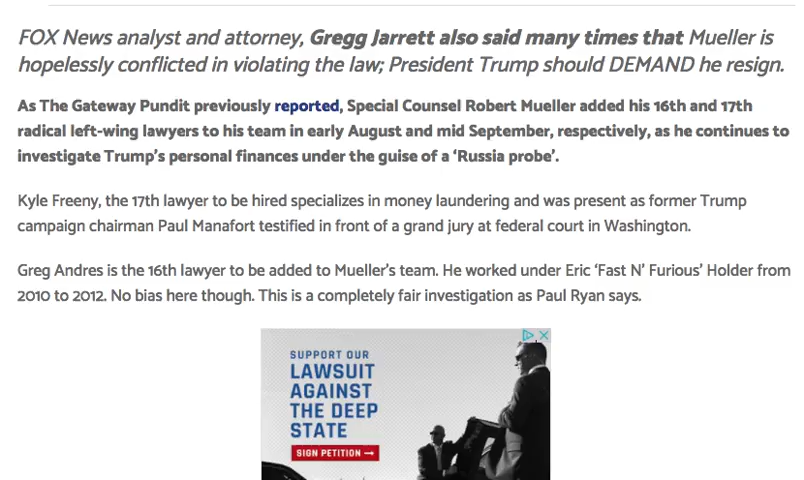 FOX News analyst and attorney, Gregg Jarrett also said many times that Mueller is
hopelessly conflicted in violating the law; President Trump should DEMAND he resign.
As The Gateway Pundit previously reported, Special Counsel Robert Mueller added his 16th and 17th
radical left-wing lawyers to his team in early August and mid September, respectively, as he continues to
investigate Trump's personal finances under the guise of a ‘Russia probe’.
Kyle Freeny, the 17th lawyer to be hired specializes in money laundering and was present as former Trump
campaign chairman Paul Manafort testified in front of a grand jury at federal court in Washington.
Greg Andres is the 16th lawyer to be added to Mueller's team. He worked under Eric ‘Fast N’ Furious’ Holder from
2010 to 2012. No bias here though. This is a completely fair investigation as Paul Ryan says.
SUPPORT OUR
LAWSUIT
AGAINST
THE DEEP
STATE
SIGN PETITION →